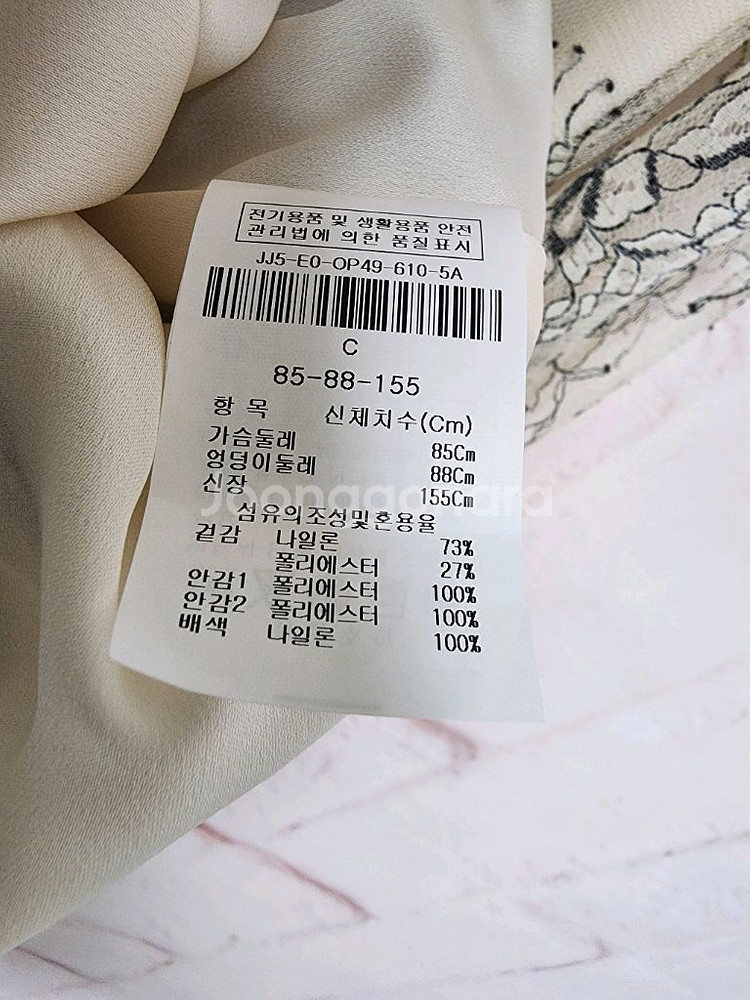 전기용품 및 생활용품 안전
관리법에 의한 품질표시
JJ5-E0-OP49-610-5A
C
85-88-155
항 목 신체치수(Cm)
가슴둘레 85Cm
엉덩이둘레 88Cm
신장 155Cm
Joonggonara
섬유의조성및혼용율
겉감 나일론 73%
폴리에스터 27%
안감1 폴리에스터 100%
안감2 폴리에스터 100%
배색 나일론 100%